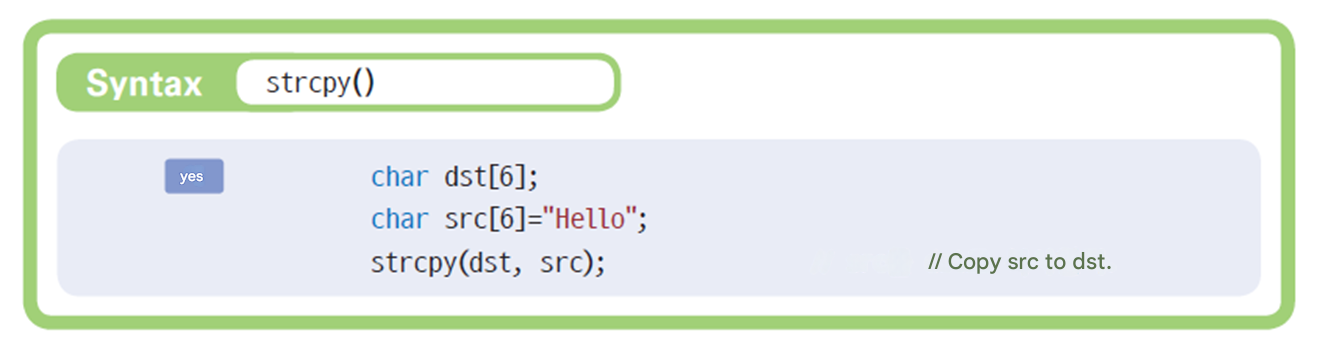 Syntax strcpy()
yes char dst[6];
char src[6]="Hello";
strcpy(dst, src); // Copy src to dst.